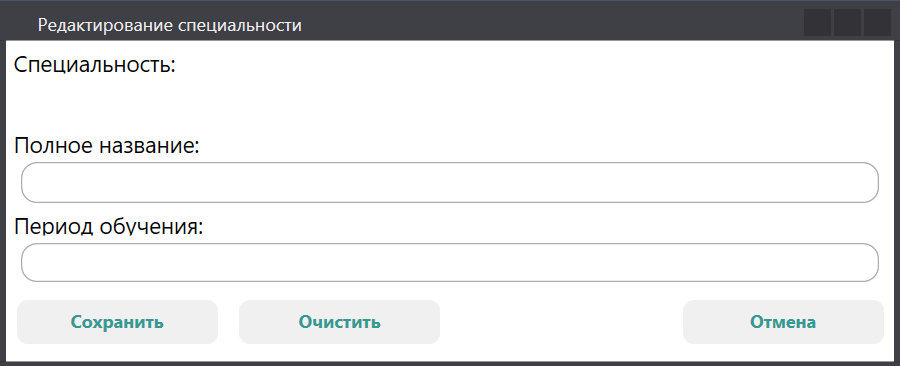 Редактирование специальности
Специальность:
Полное название:
Период обучения:
Сохранить Очистить Отмена